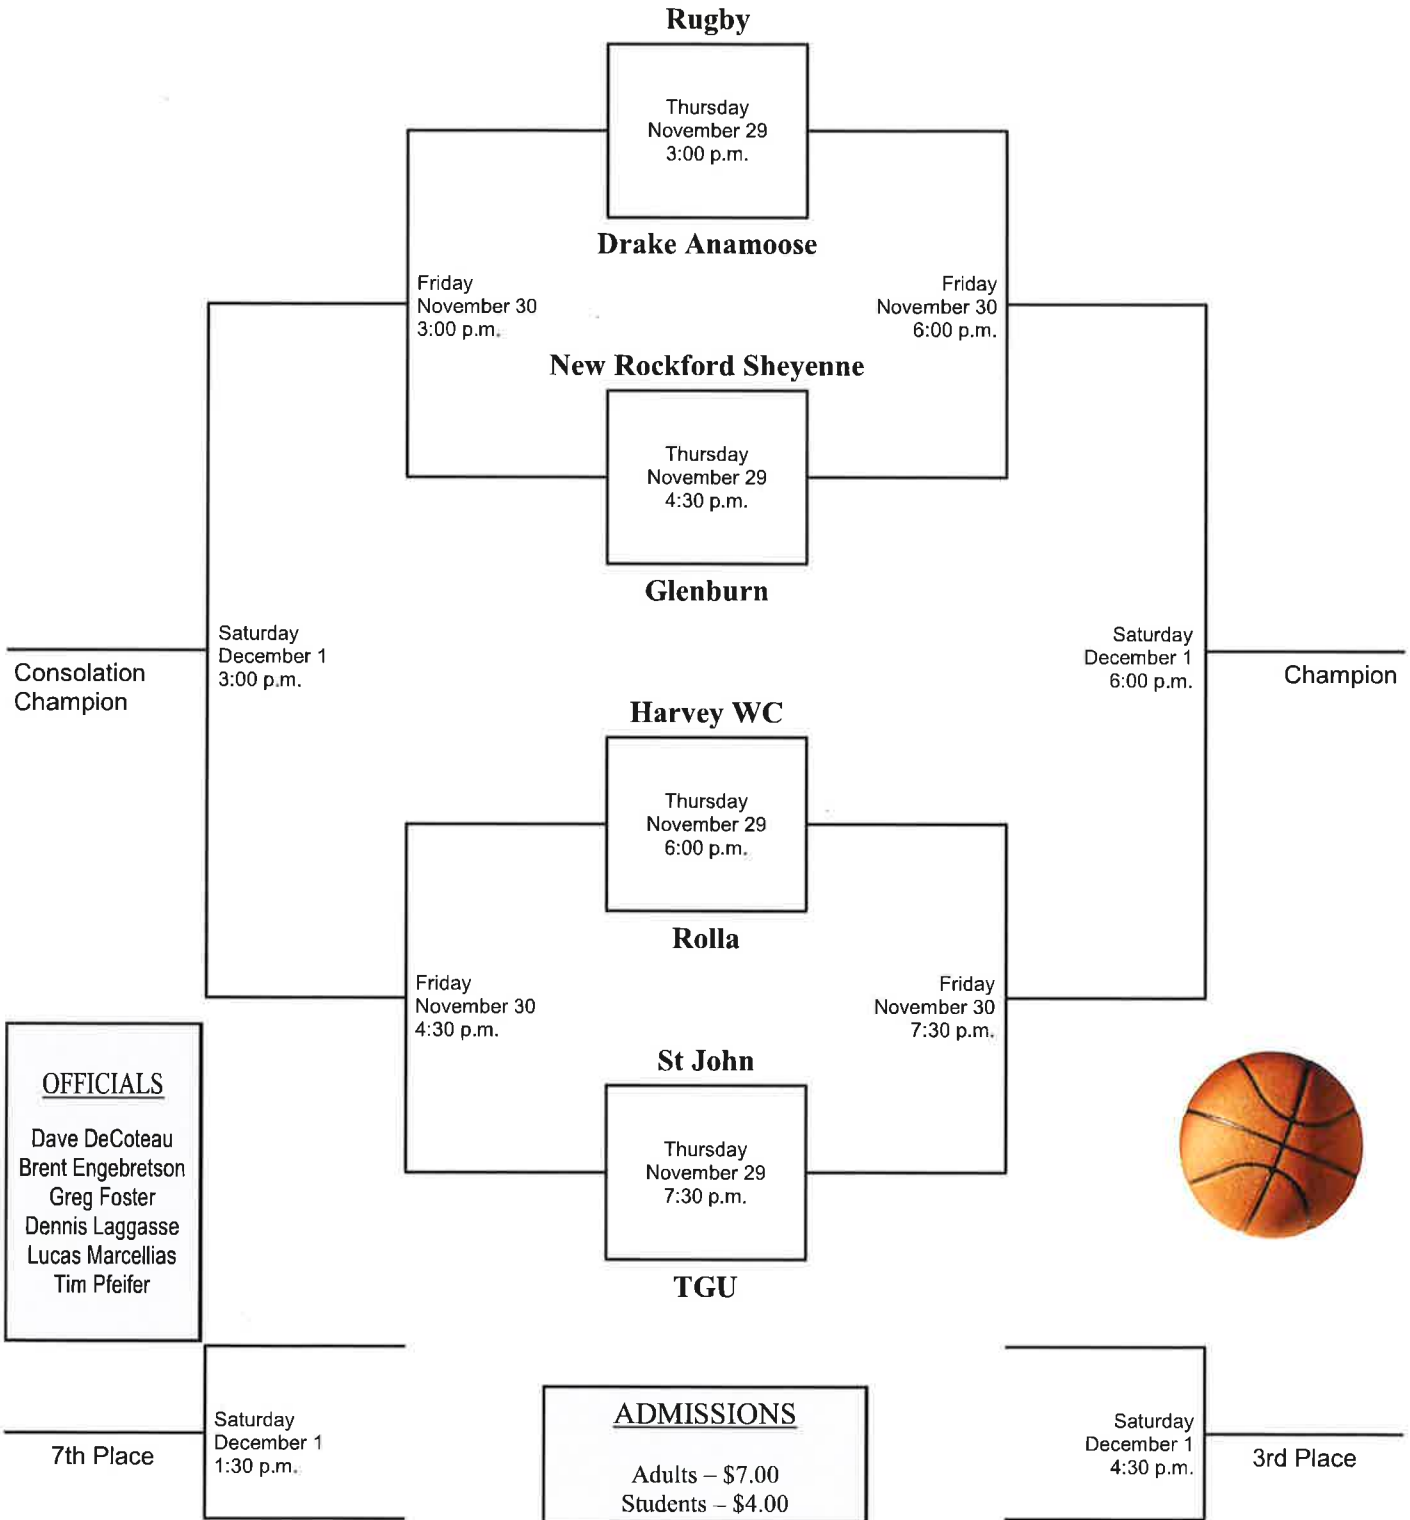 Rugby
Thursday
November 29
3:00 p.m.
Drake Anamoose
Friday
November 30
3:00 p.m.
Friday
November 30
6:00 p.m.
New Rockford Sheyenne
Thursday
November 29
4:30 p.m.
Glenburn
Saturday
December 1
3:00 p.m.
Consolation
Champion
Saturday
December 1
6:00 p.m.
Champion
Harvey WC
Thursday
November 29
6:00 p.m.
Rolla
Friday
November 30
4:30 p.m.
Friday
November 30
7:30 p.m.
St John
Thursday
November 29
7:30 p.m.
TGU
OFFICIALS
Dave DeCoteau
Brent Engebretson
Greg Foster
Dennis Laggasse
Lucas Marcellias
Tim Pfeifer
Saturday
December 1
1:30 p.m.
7th Place
ADMISSIONS
Adults – $7.00
Students – $4.00
Saturday
December 1
4:30 p.m.
3rd Place